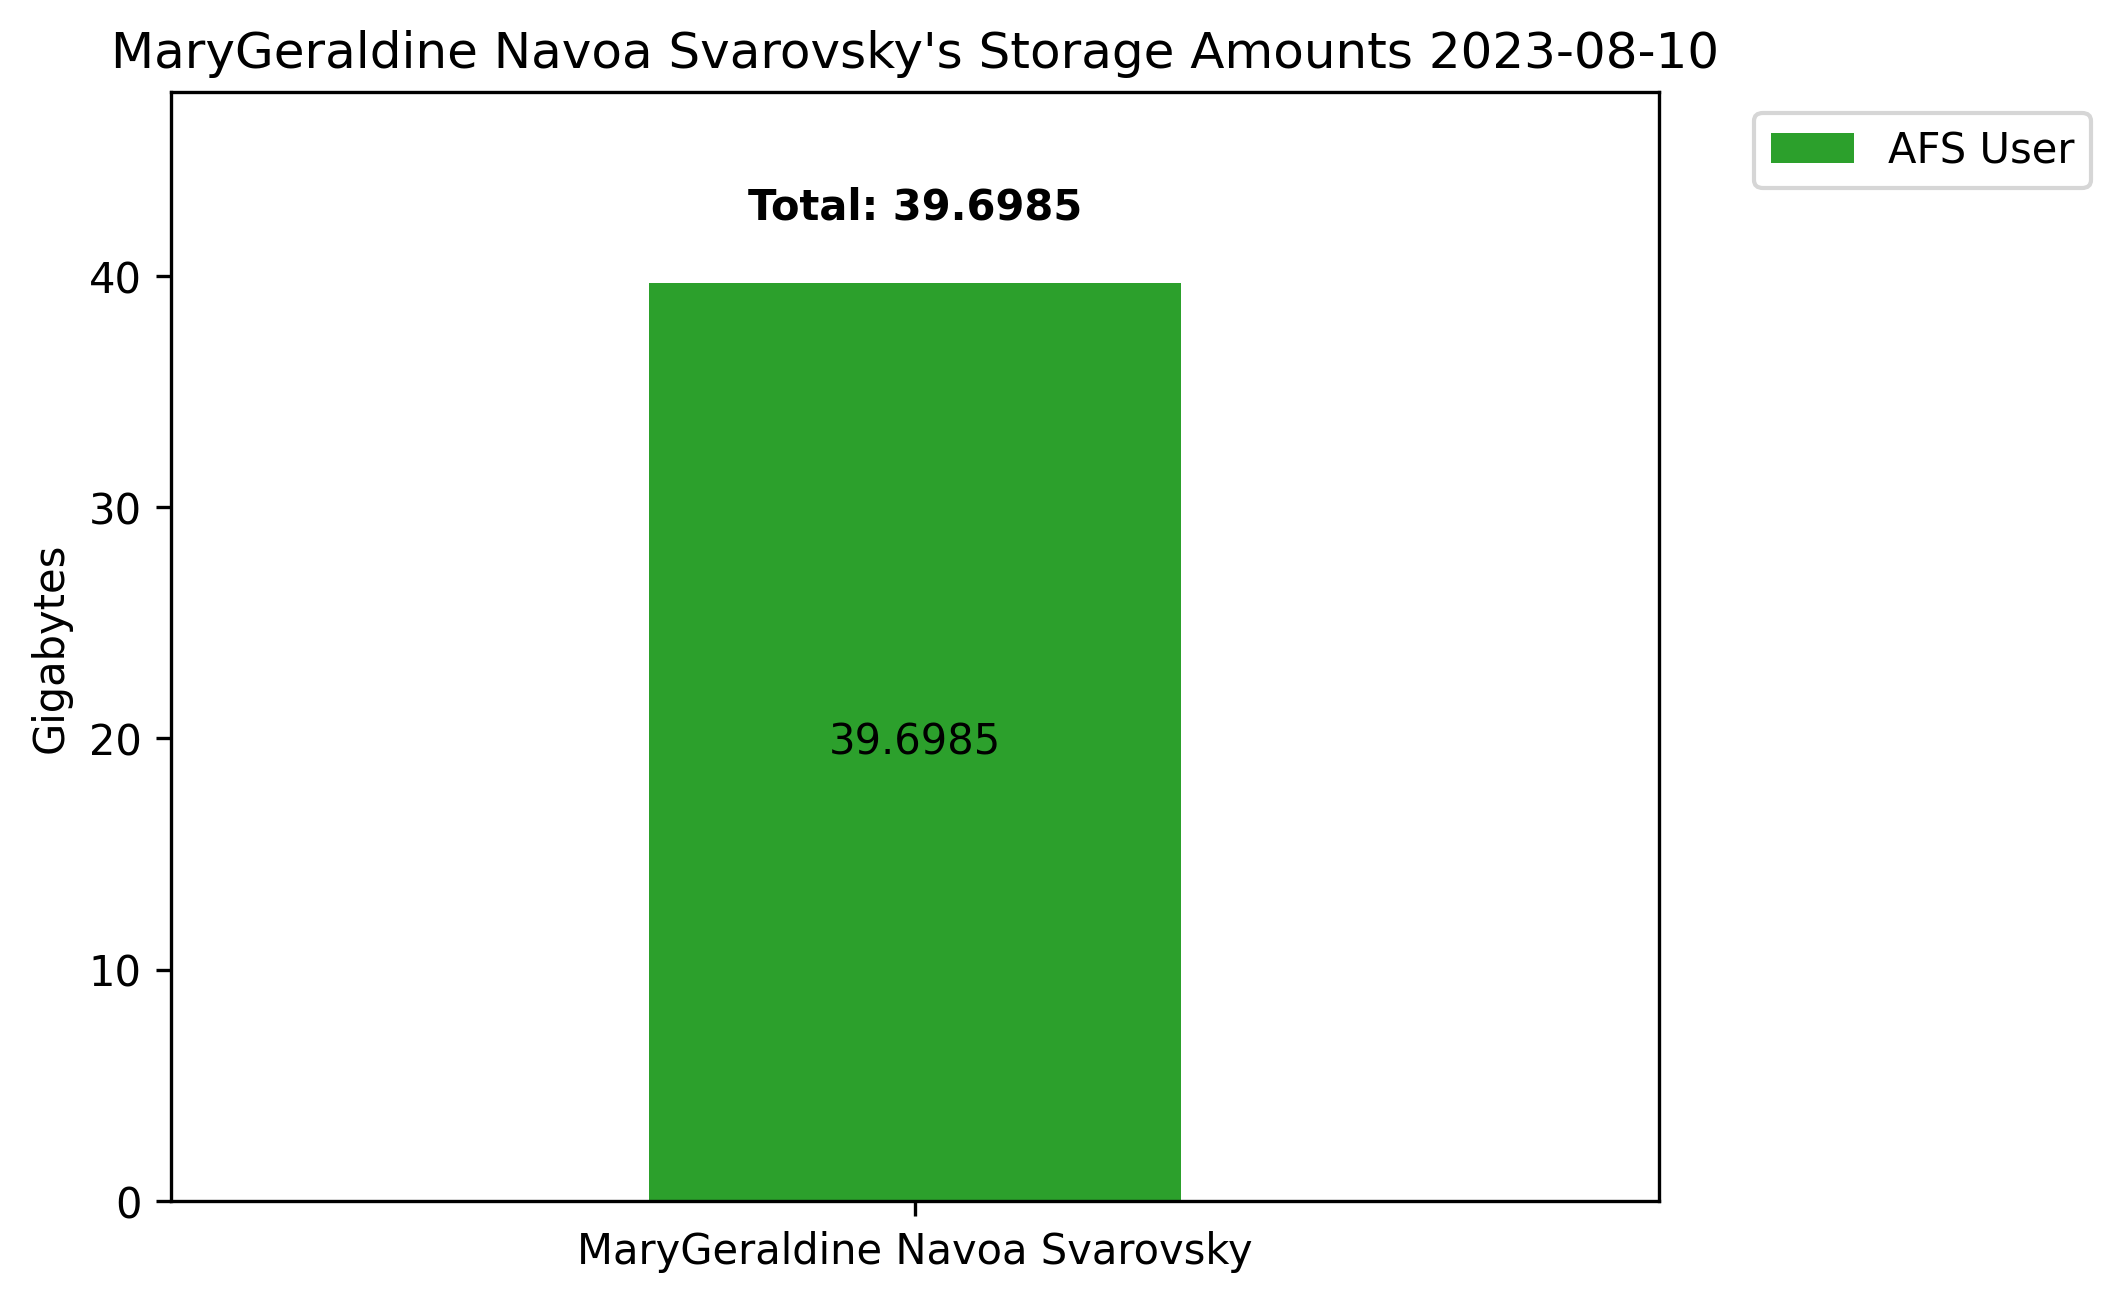 MaryGeraldine Navoa Svarovsky's Storage Amounts 2023-08-10
AFS User
Total: 39.6985
40
30
20
10
0
Gigabytes
39.6985
MaryGeraldine Navoa Svarovsky